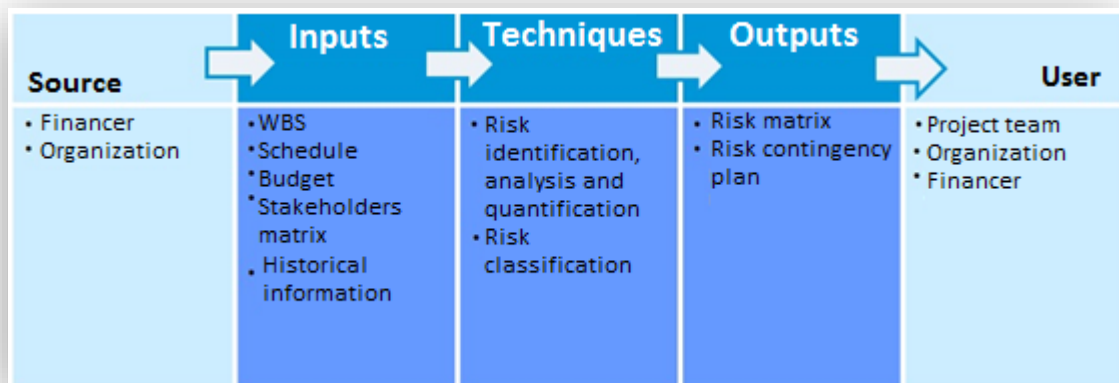 Source
Inputs
Techniques
Outputs
User
• Financer
• Organization
• WBS
• Schedule
• Budget
• Stakeholders
matrix
• Historical
information
• Risk
identification,
analysis and
quantification
• Risk
classification
• Risk matrix
• Risk contingency
plan
• Project team
• Organization
• Financer